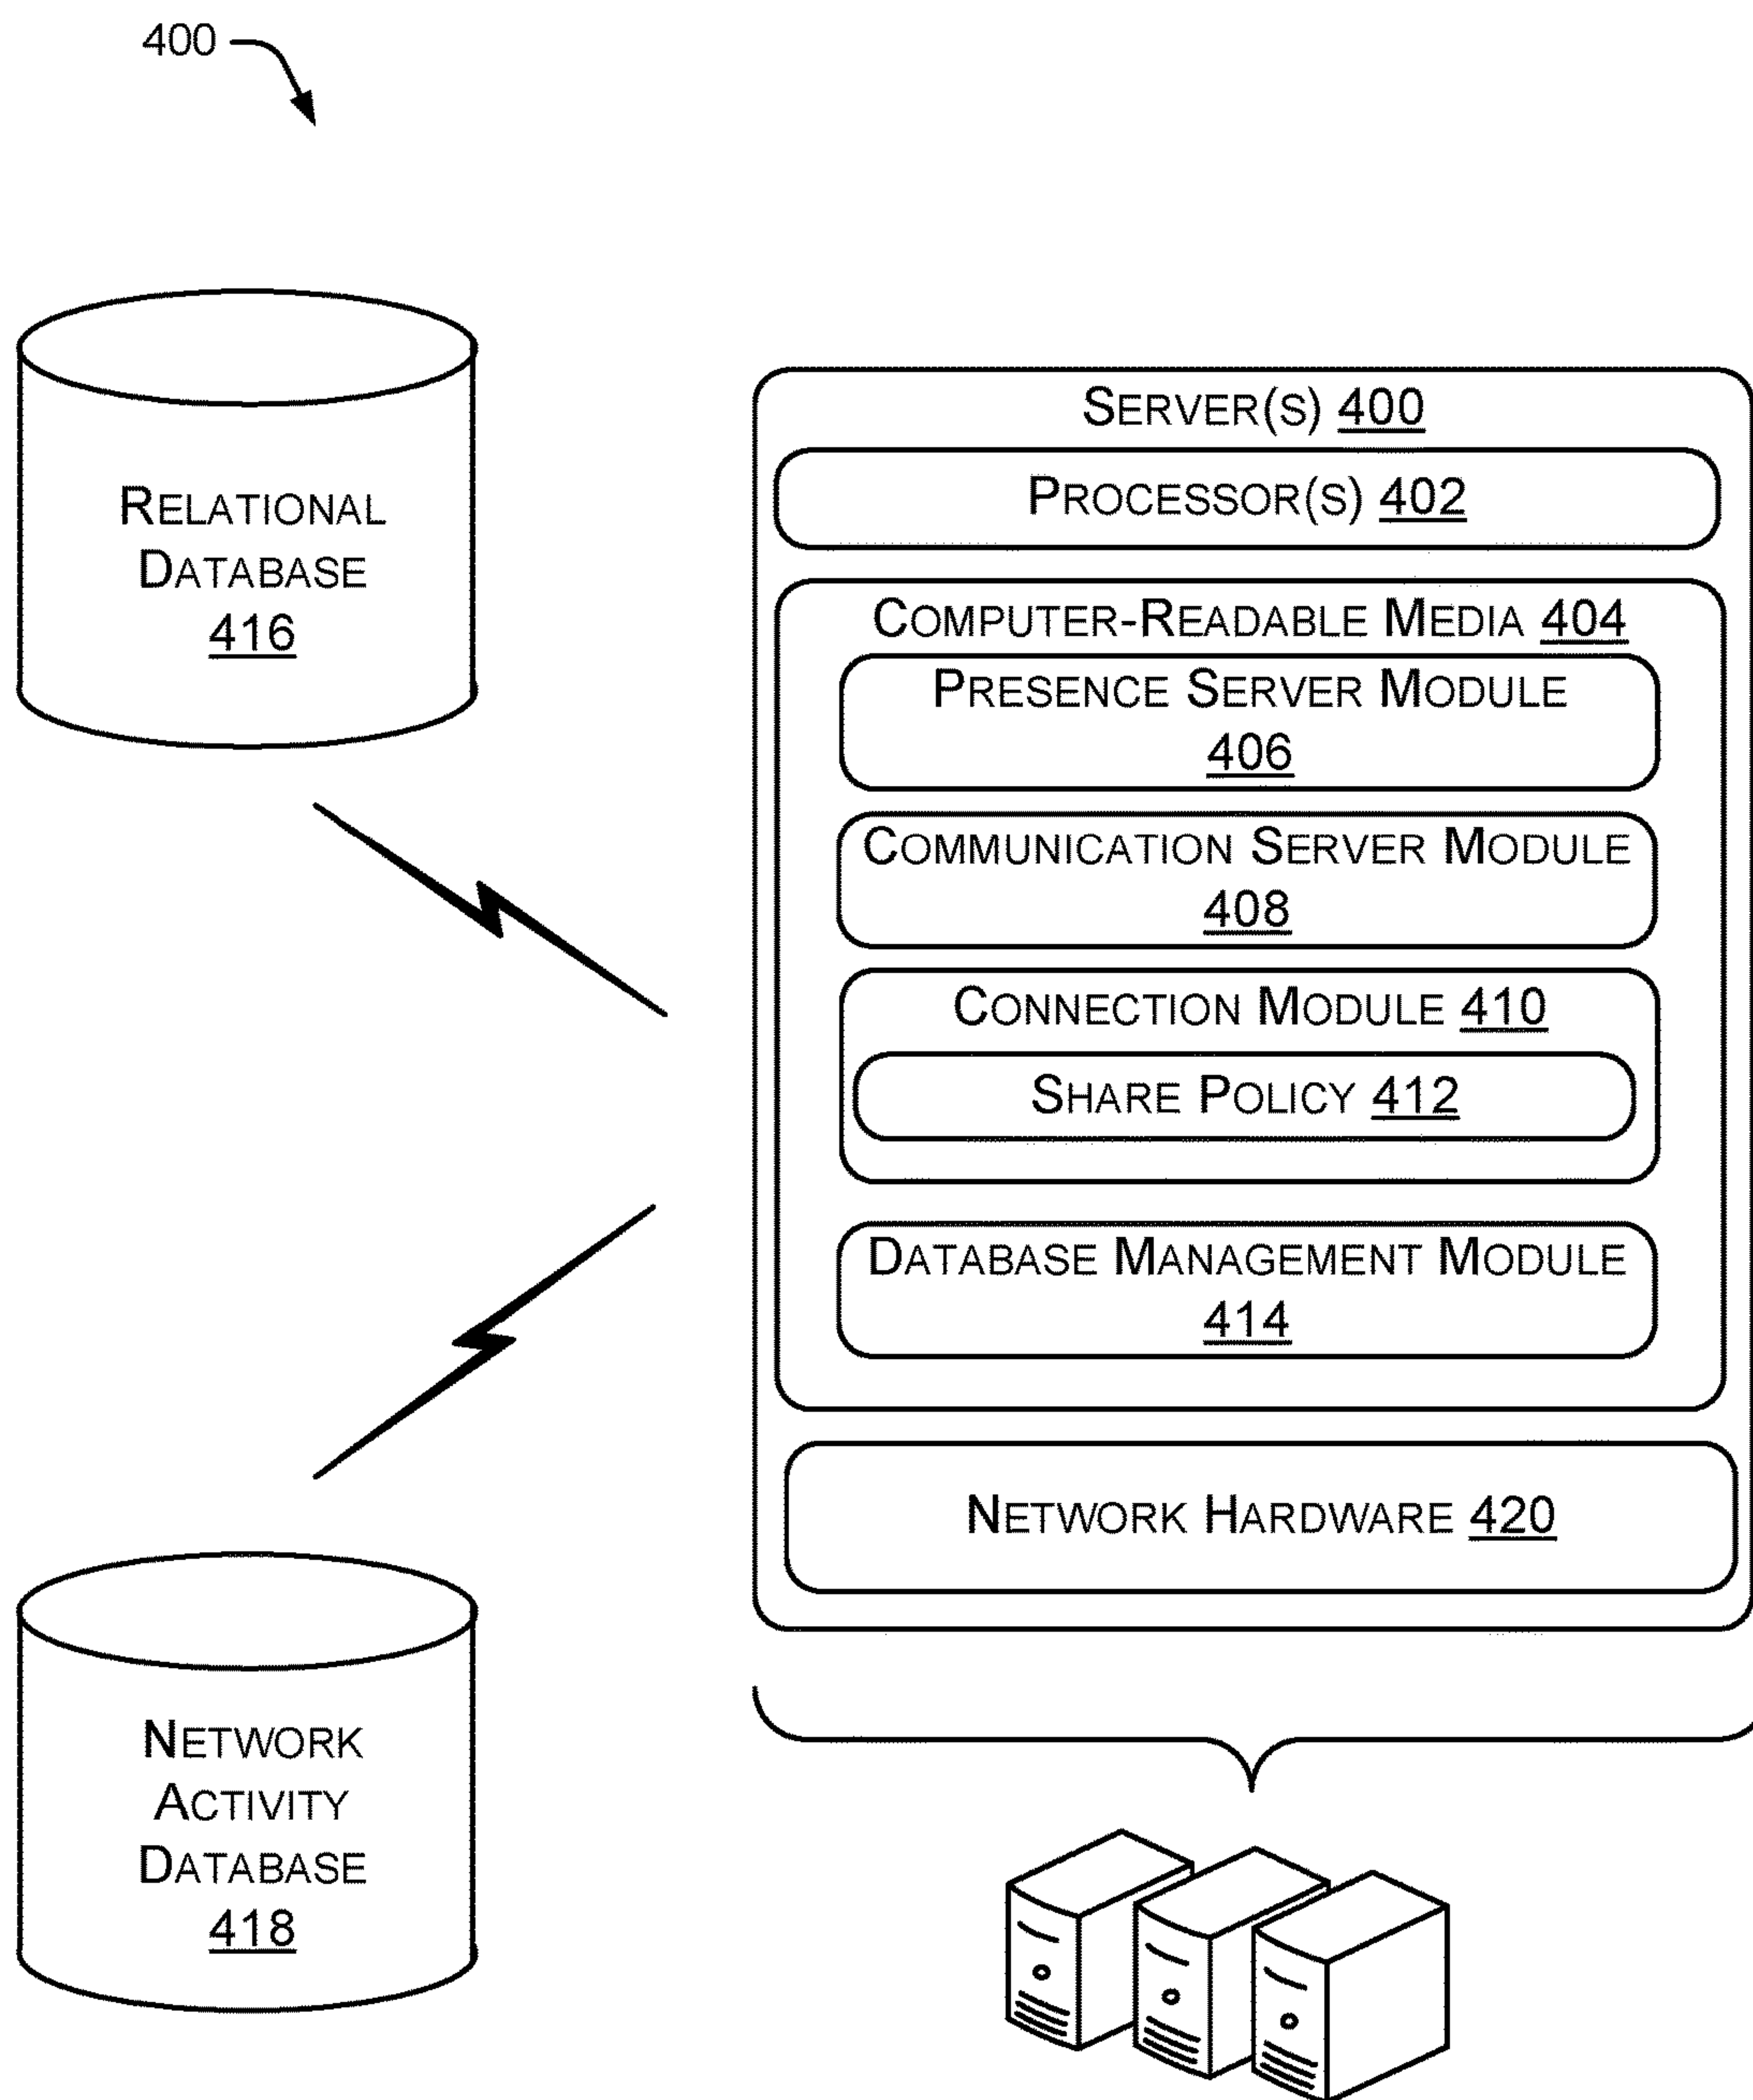 400
RELATIONAL
DATABASE
416
SERVER(S) 400
PROCESSOR(S) 402
COMPUTER-READABLE MEDIA 404
PRESENCE SERVER MODULE
406
COMMUNICATION SERVER MODULE
408
CONNECTION MODULE 410
SHARE POLICY 412
DATABASE MANAGEMENT MODULE
414
NETWORK HARDWARE 420
NETWORK
ACTIVITY
DATABASE
418